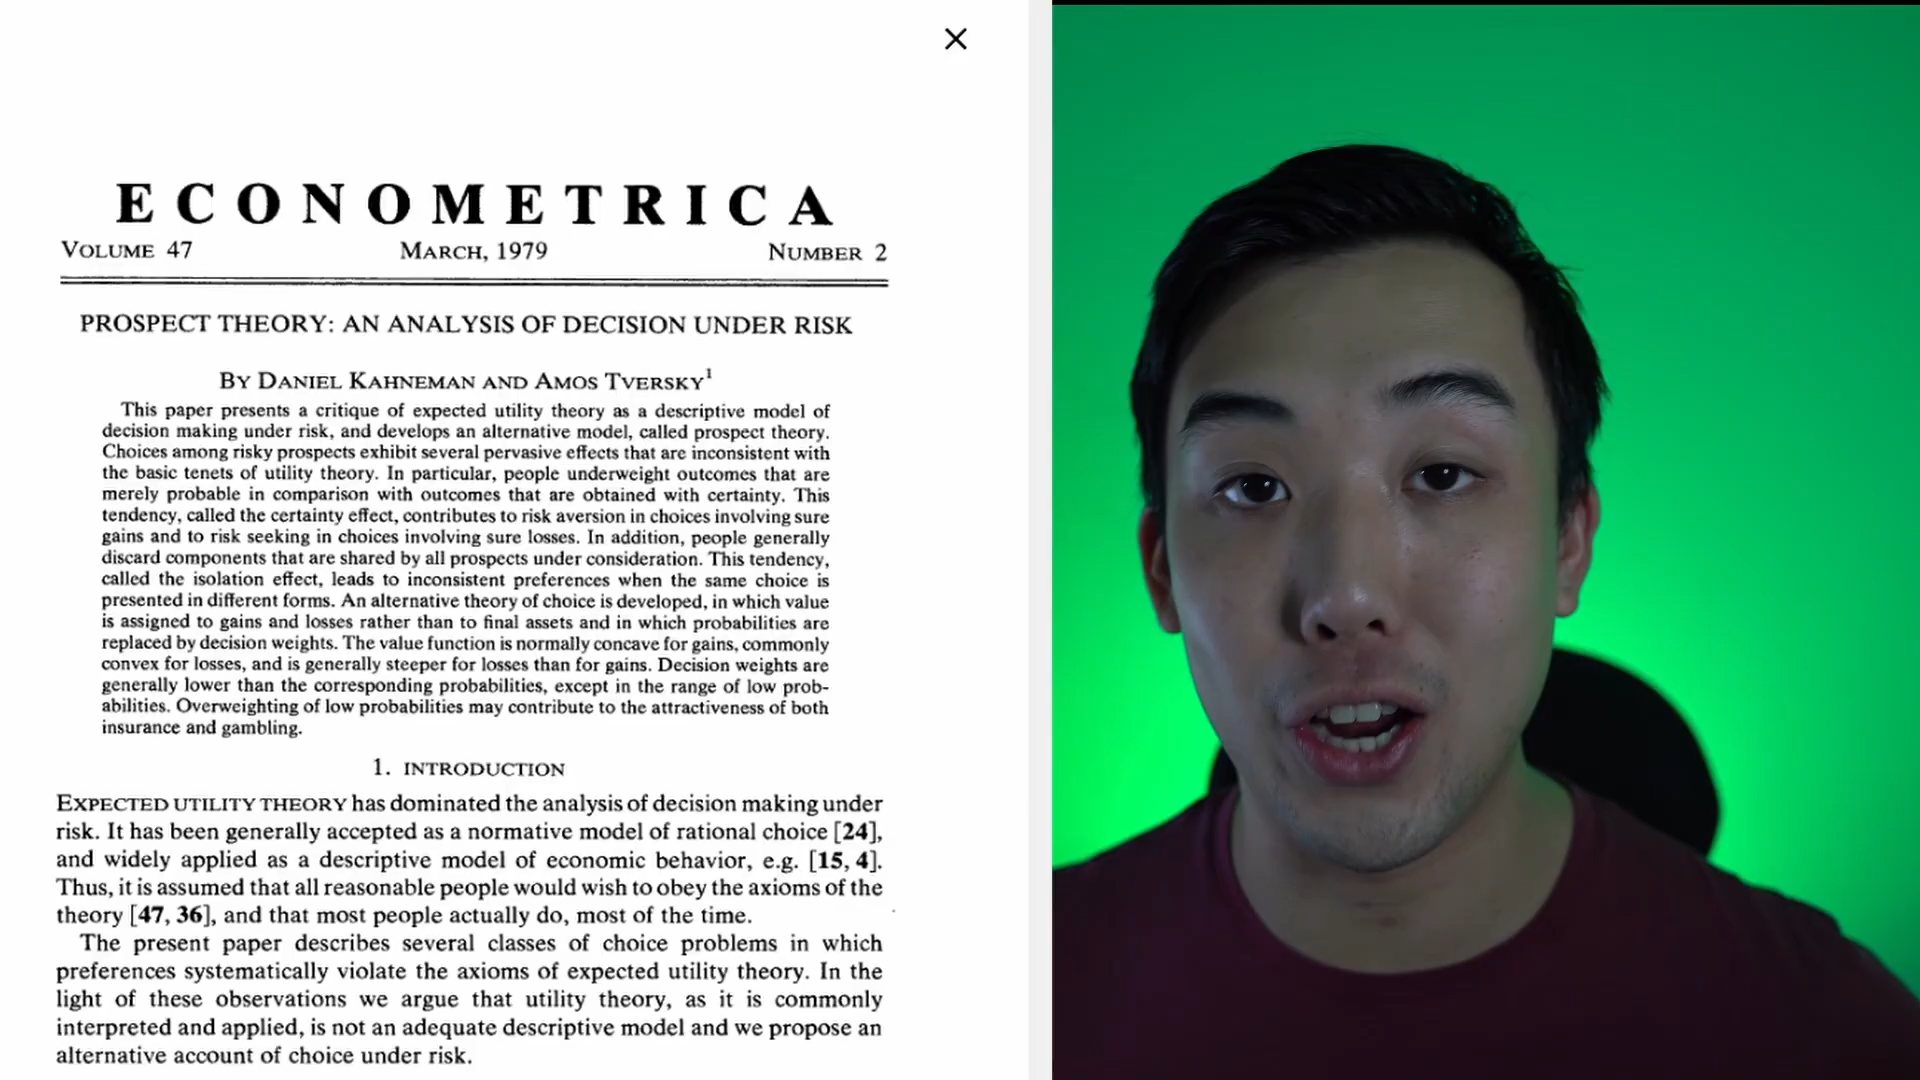 ECONOMETRICA
VOLUME 47 MARCH, 1979 NUMBER 2
PROSPECT THEORY: AN ANALYSIS OF DECISION UNDER RISK
BY DANIEL KAHNEMAN AND AMOS TVERSKY¹
This paper presents a critique of expected utility theory as a descriptive model of
decision making under risk, and develops an alternative model, called prospect theory.
Choices among risky prospects exhibit several pervasive effects that are inconsistent with
the basic tenets of utility theory. In particular, people underweight outcomes that are
merely probable in comparison with outcomes that are obtained with certainty. This
tendency, called the certainty effect, contributes to risk aversion in choices involving sure
gains and to risk seeking in choices involving sure losses. In addition, people generally
discard components that are shared by all prospects under consideration. This tendency,
called the isolation effect, leads to inconsistent preferences when the same choice is
presented in different forms. An alternative theory of choice is developed, in which value
is assigned to gains and losses rather than to final assets and in which probabilities are
replaced by decision weights. The value function is normally concave for gains, commonly
convex for losses, and is generally steeper for losses than for gains. Decision weights are
generally lower than the corresponding probabilities, except in the range of low prob-
abilities. Overweighting of low probabilities may contribute to the attractiveness of both
insurance and gambling.
1. INTRODUCTION
EXPECTED UTILITY THEORY has dominated the analysis of decision making under
risk. It has been generally accepted as a normative model of rational choice [24],
and widely applied as a descriptive model of economic behavior, e.g. [15, 4].
Thus, it is assumed that all reasonable people would wish to obey the axioms of the
theory [47, 36], and that most people actually do, most of the time.
The present paper describes several classes of choice problems in which
preferences systematically violate the axioms of expected utility theory. In the
light of these observations we argue that utility theory, as it is commonly
interpreted and applied, is not an adequate descriptive model and we propose an
alternative account of choice under risk.